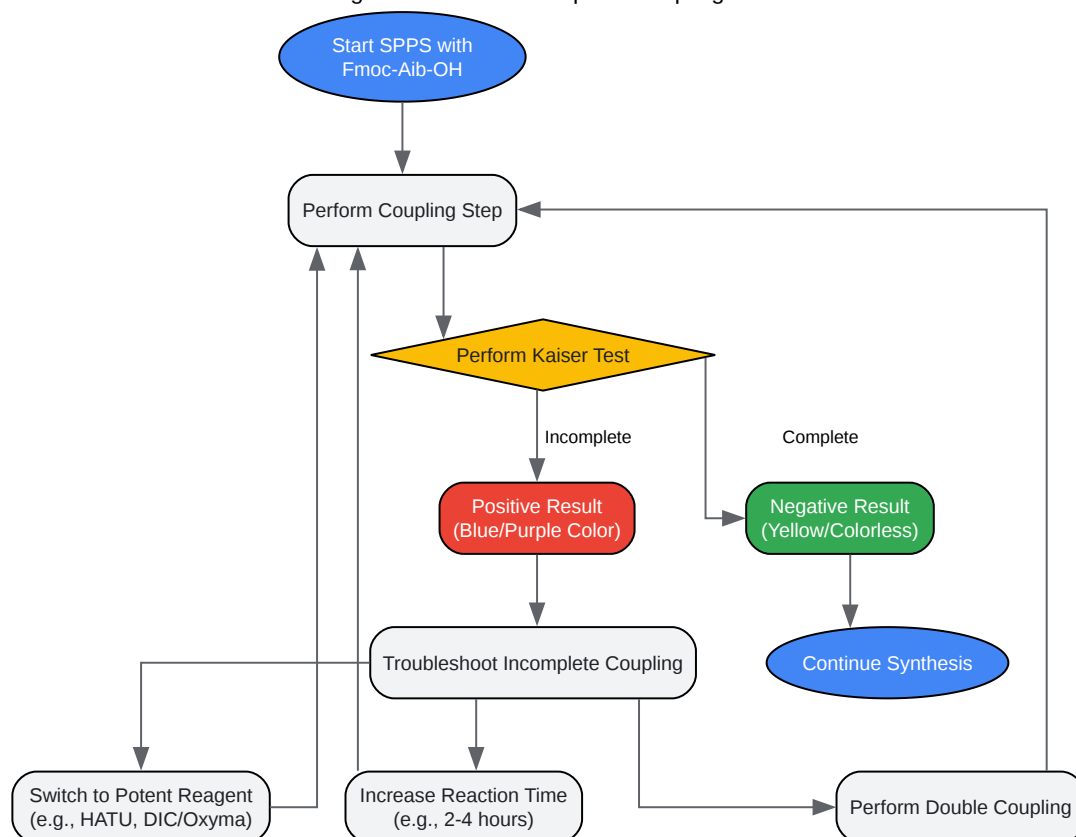 Start SPPS with
Fmoc-Aib-OH
Perform Coupling Step
Perform Kaiser Test
Incomplete
Complete
Positive Result
(Blue/Purple Color)
Negative Result
(Yellow/Colorless)
Troubleshoot Incomplete Coupling
Continue Synthesis
Switch to Potent Reagent
(e.g., HATU, DIC/Oxyma)
Increase Reaction Time
(e.g., 2-4 hours)
Perform Double Coupling